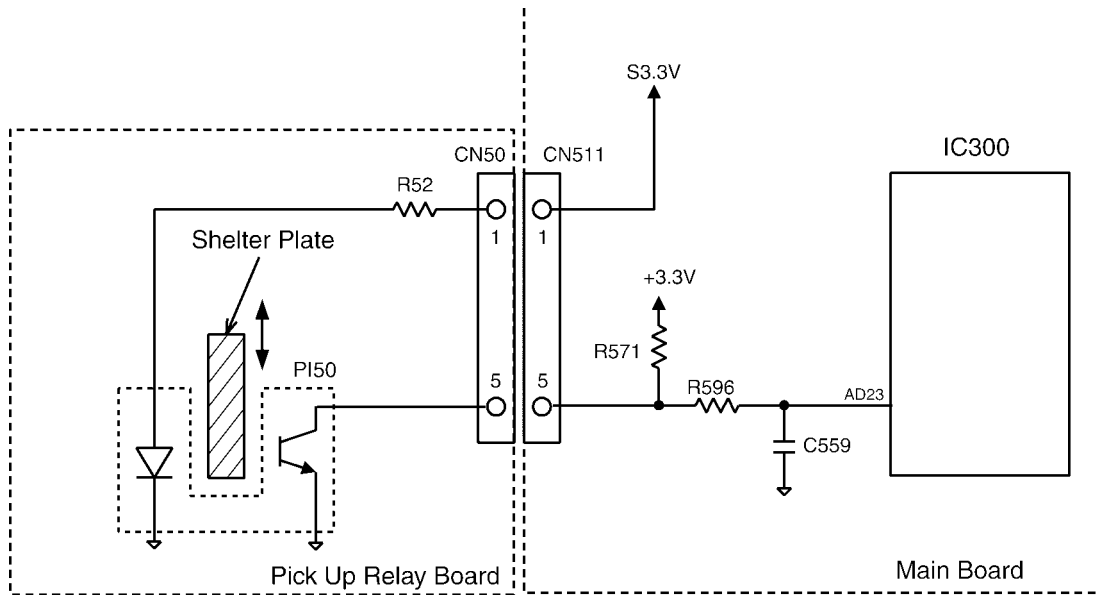 S3.3V
CN50
CN511
IC300
R52
1
1
Shelter Plate
+3.3V
R571
PI50
5
5
R596
AD23
C559
Pick Up Relay Board
Main Board